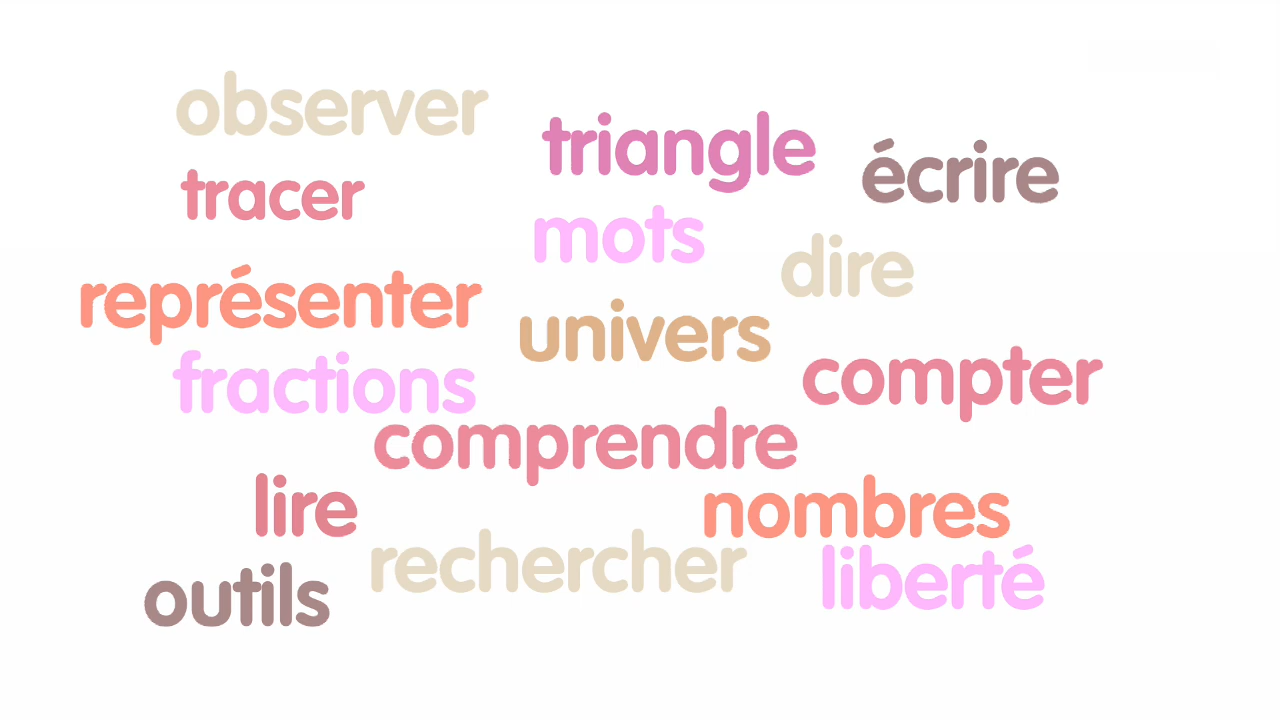 observer
triangle
écrire
tracer
mots
dire
représenter
univers
fractions
compter
comprendre
lire
nombres
rechercher
liberté
outils